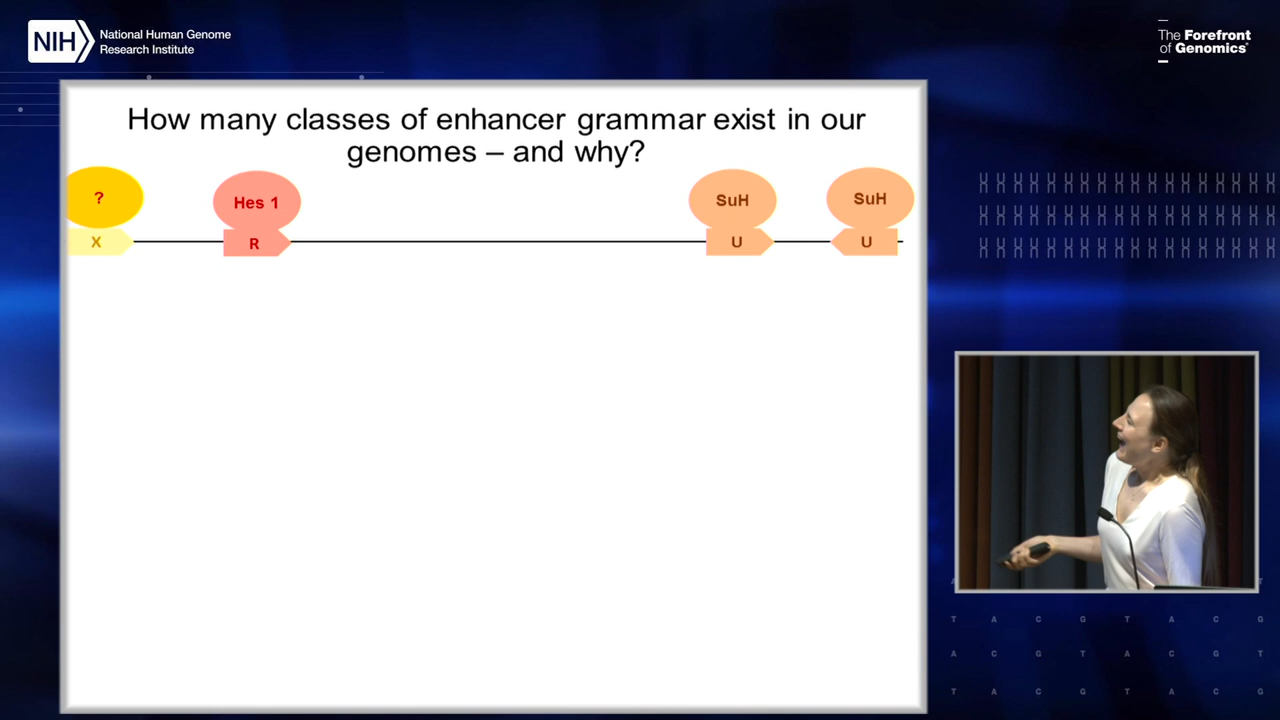 NIH
National Human Genome
Research Institute
The Forefront
of Genomics®
How many classes of enhancer grammar exist in our
genomes – and why?
? Hes 1 SuH SuH
X R U U
T A C G T A C G
A C G T A C G T
T A C G T A C G